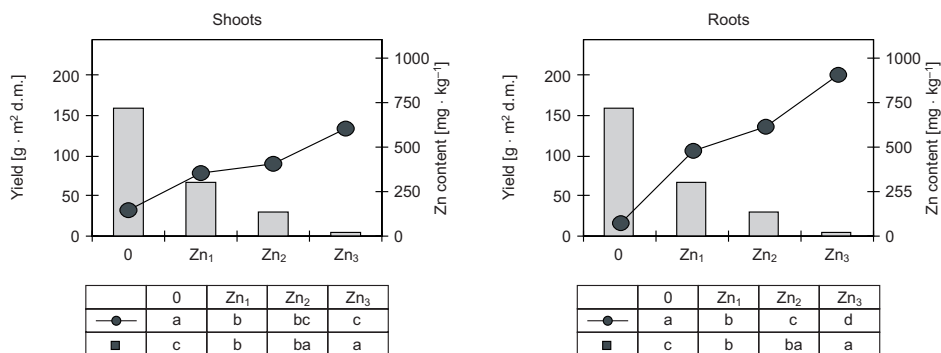 Shoots
Yield [g · m² d.m.]
200
150
100
50
0
1000
750
500
250
0
Zn content [mg · kg⁻¹]
0 Zn₁ Zn₂ Zn₃
0 Zn₁ Zn₂ Zn₃
a b bc c
c b ba a
Roots
Yield [g · m² d.m.]
200
150
100
50
0
1000
750
500
255
0
Zn content [mg · kg⁻¹]
0 Zn₁ Zn₂ Zn₃
0 Zn₁ Zn₂ Zn₃
a b c d
c b ba a